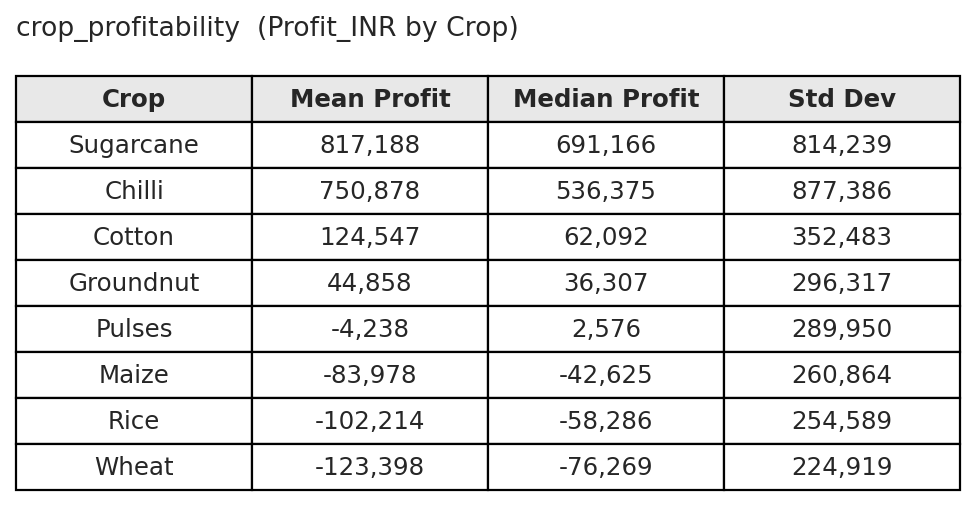 crop_profitability  (Profit_INR by Crop)
Crop Mean Profit Median Profit Std Dev
Sugarcane 817,188 691,166 814,239
Chilli 750,878 536,375 877,386
Cotton 124,547 62,092 352,483
Groundnut 44,858 36,307 296,317
Pulses -4,238 2,576 289,950
Maize -83,978 -42,625 260,864
Rice -102,214 -58,286 254,589
Wheat -123,398 -76,269 224,919